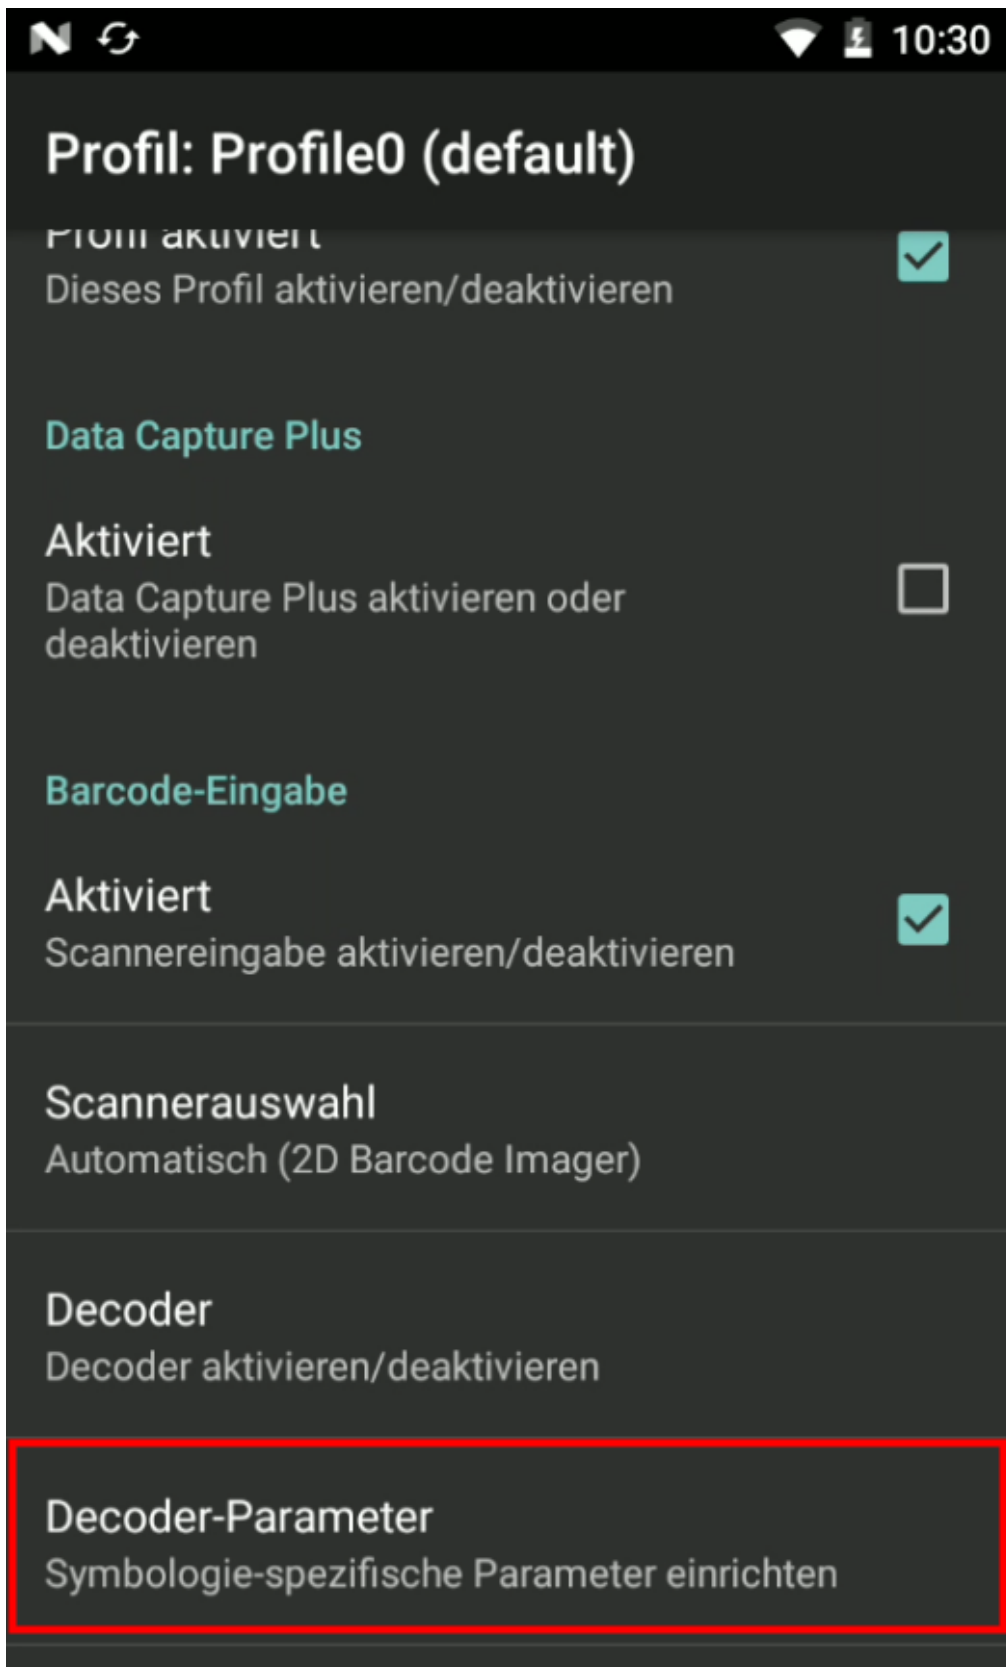 10:30
Profil: Profile0 (default)
Profil aktiviert
Dieses Profil aktivieren/deaktivieren
Data Capture Plus
Aktiviert
Data Capture Plus aktivieren oder
deaktivieren
Barcode-Eingabe
Aktiviert
Scannereingabe aktivieren/deaktivieren
Scannerauswahl
Automatisch (2D Barcode Imager)
Decoder
Decoder aktivieren/deaktivieren
Decoder-Parameter
Symbologie-spezifische Parameter einrichten